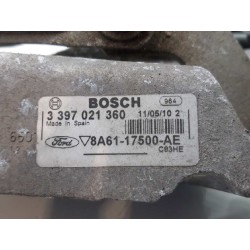 BOSCH 964
3 397 021 360 11/05/10 2
Made in Spain
Ford 8A61-17500-AE
C83HE